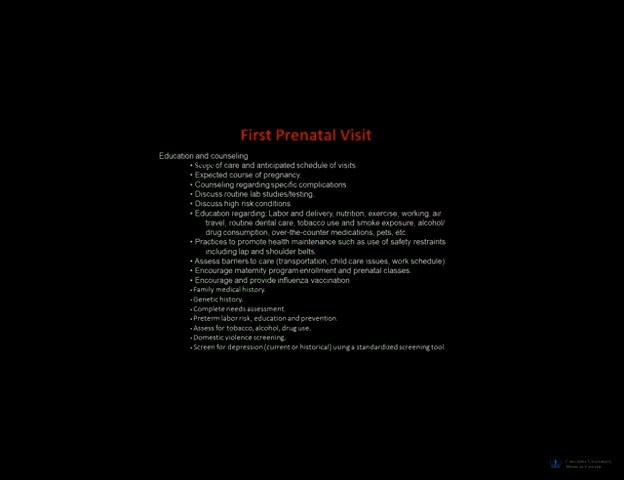 First Prenatal Visit
Education and counseling
• Scope of care and anticipated schedule of visits
• Expected course of pregnancy.
• Counseling regarding specific complications
• Discuss routine lab studies/testing.
• Discuss high risk conditions
• Education regarding: Labor and delivery, nutrition, exercise, working, air
travel, routine dental care, tobacco use and smoke exposure, alcohol/
drug consumption, over-the-counter medications, pets, etc.
• Practices to promote health maintenance such as use of safety restraints
including lap and shoulder belts.
• Assess barriers to care (transportation, child care issues, work schedule)
• Encourage maternity program enrollment and prenatal classes.
• Encourage and provide influenza vaccination
• Family medical history.
• Genetic history.
• Complete needs assessment.
• Preterm labor risk, education and prevention.
• Assess for tobacco, alcohol, drug use.
• Domestic violence screening.
• Screen for depression (current or historical) using a standardized screening tool.
Columbia University
Medical Center